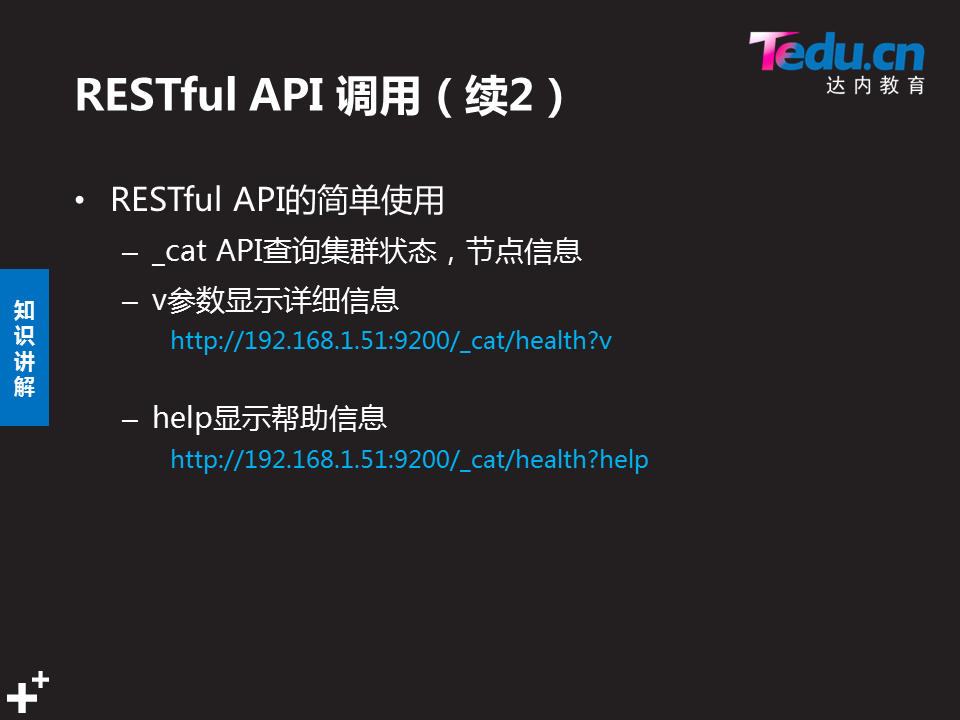 Tedu.cn
达内教育
RESTful API 调用（续2）
• RESTful API的简单使用
– _cat API查询集群状态，节点信息
– v参数显示详细信息
http://192.168.1.51:9200/_cat/health?v
– help显示帮助信息
http://192.168.1.51:9200/_cat/health?help
知
识
讲
解